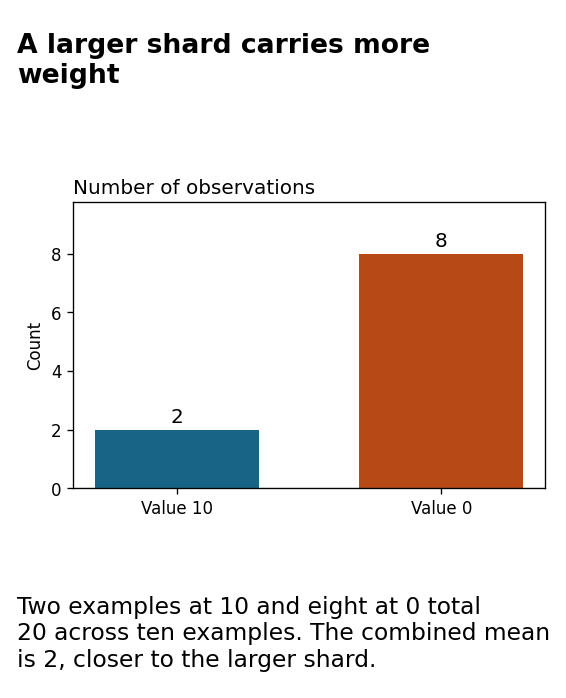 A larger shard carries more
weight
Number of observations
Count
8
6
4
2
0
2
8
Value 10
Value 0
Two examples at 10 and eight at 0 total
20 across ten examples. The combined mean
is 2, closer to the larger shard.